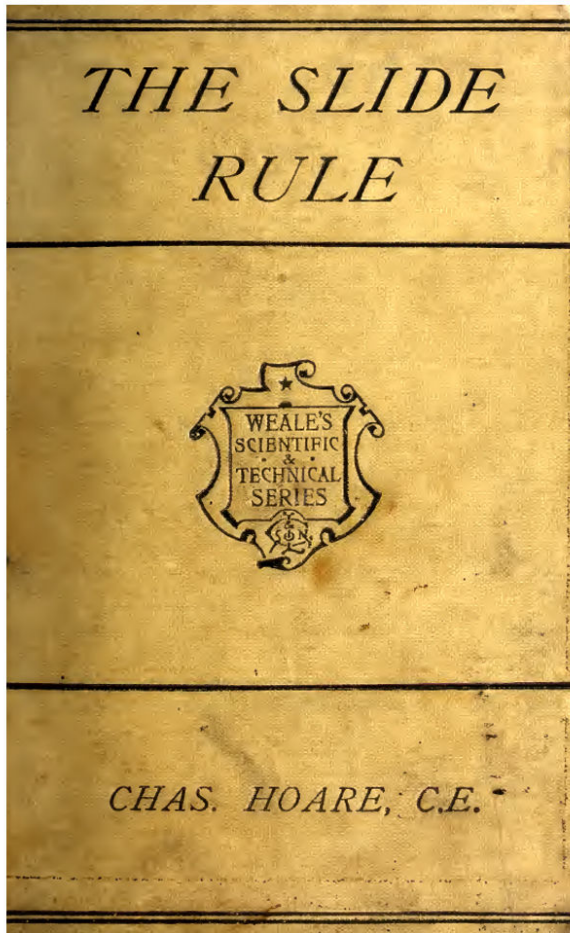 THE SLIDE
RULE
WEALE'S
SCIENTIFIC
• & •
TECHNICAL
SERIES
CHAS. HOARE, C.E.